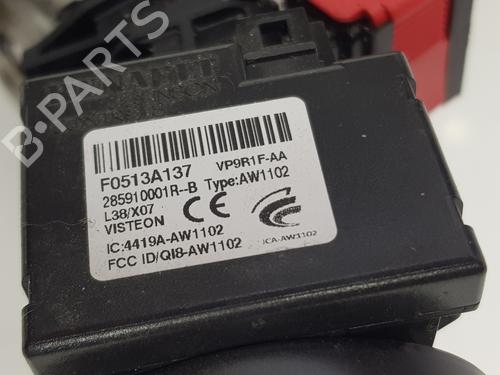 F0513A137 VP9R1F-AA
285910001R--B Type:AW1102
L38/X07
VISTEON CE
IC:4419A-AW1102 ICA-AW1102
FCC ID/QI8-AW1102
B-Parts